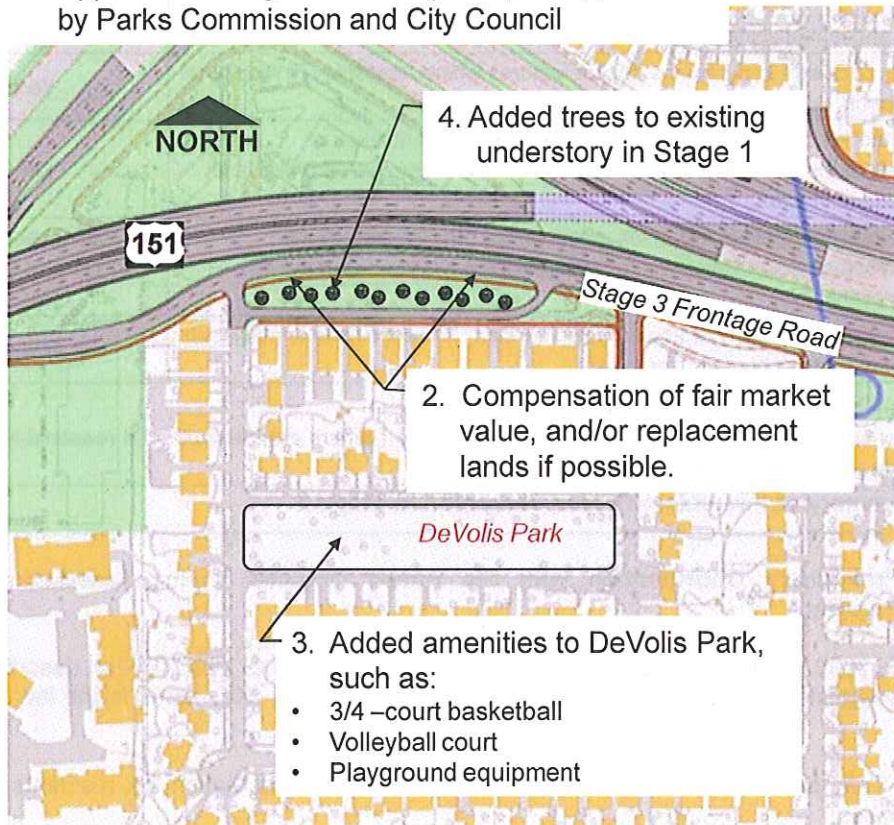 by Parks Commission and City Council
NORTH
4. Added trees to existing
understory in Stage 1
151
Stage 3 Frontage Road
2. Compensation of fair market
value, and/or replacement
lands if possible.
DeVolis Park
3. Added amenities to DeVolis Park,
such as:
• 3/4 –court basketball
• Volleyball court
• Playground equipment